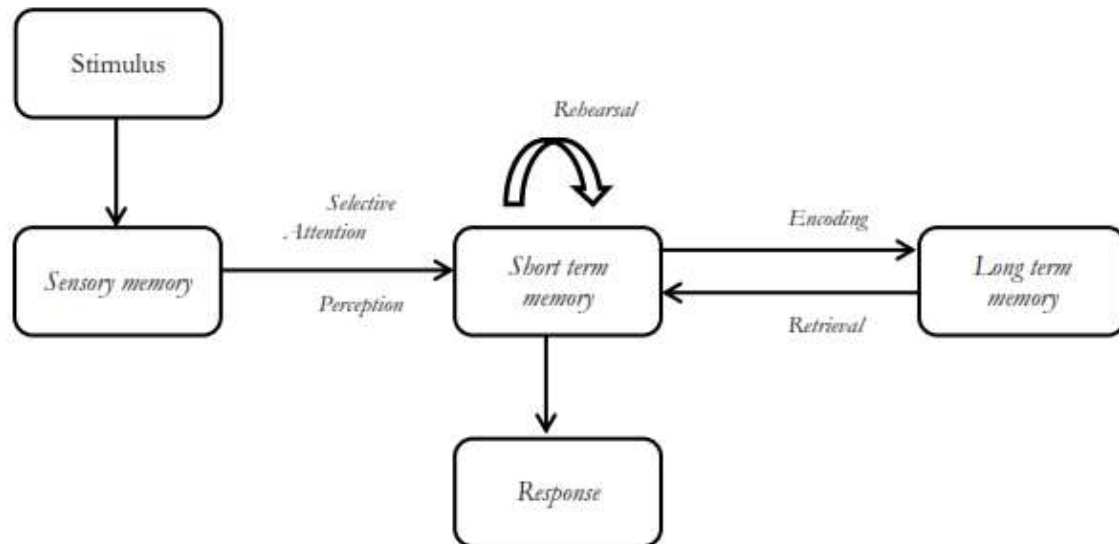 Stimulus
Rehearsal
Selective
Attention
Perception
Sensory memory
Short term
memory
Encoding
Retrieval
Long term
memory
Response